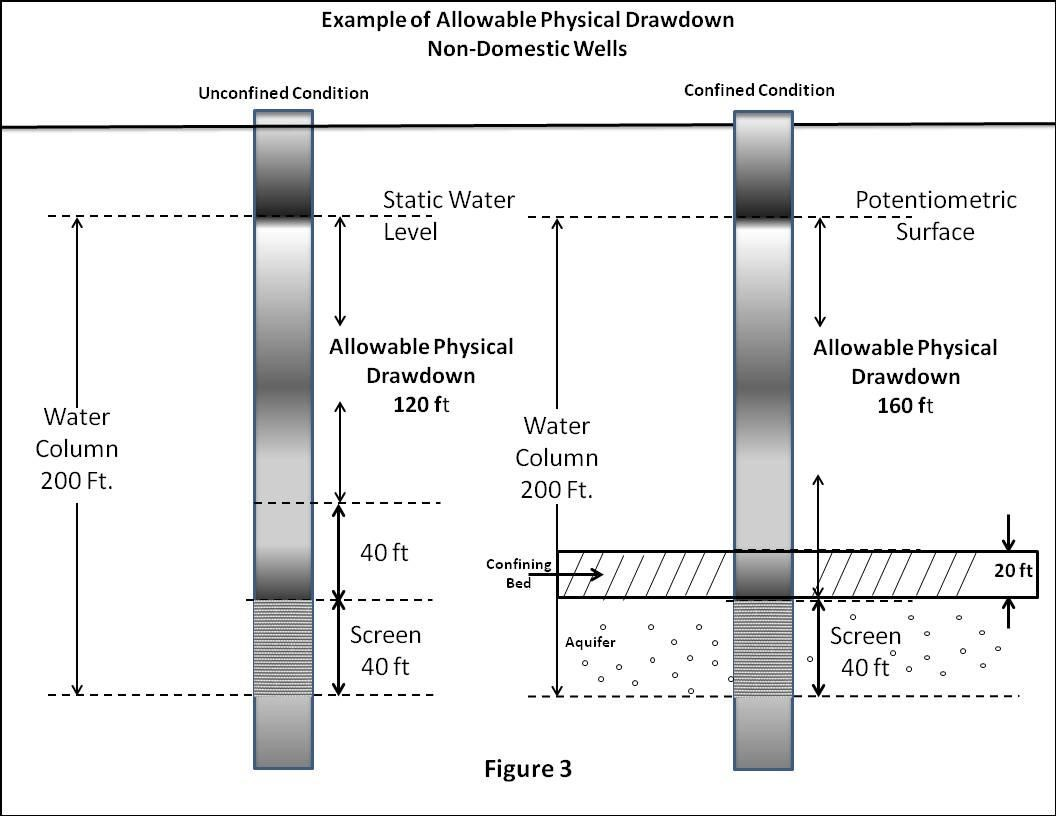 Example of Allowable Physical Drawdown
Non-Domestic Wells
Unconfined Condition
Static Water
Level
Allowable Physical
Drawdown
120 ft
Water
Column
200 Ft.
40 ft
Screen
40 ft
Confined Condition
Potentiometric
Surface
Allowable Physical
Drawdown
160 ft
Water
Column
200 Ft.
Confining
Bed
20 ft
Aquifer
Screen
40 ft
Figure 3